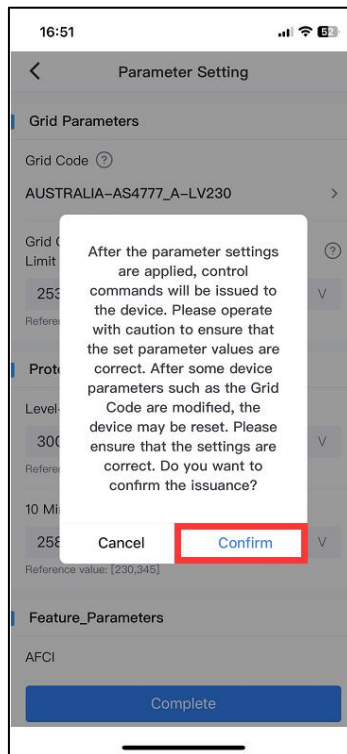 16:51
52
Parameter Setting
Grid Parameters
Grid Code ?
AUSTRALIA-AS4777_A-LV230
Grid
Limit
?
253
V
After the parameter settings
are applied, control
commands will be issued to
the device. Please operate
with caution to ensure that
the set parameter values are
correct. After some device
parameters such as the Grid
Code are modified, the
device may be reset. Please
ensure that the settings are
correct. Do you want to
confirm the issuance?
Cancel
Confirm
Level-
300
V
10 Mi
258
V
Reference value: [230,345]
Feature_Parameters
AFCI
Complete